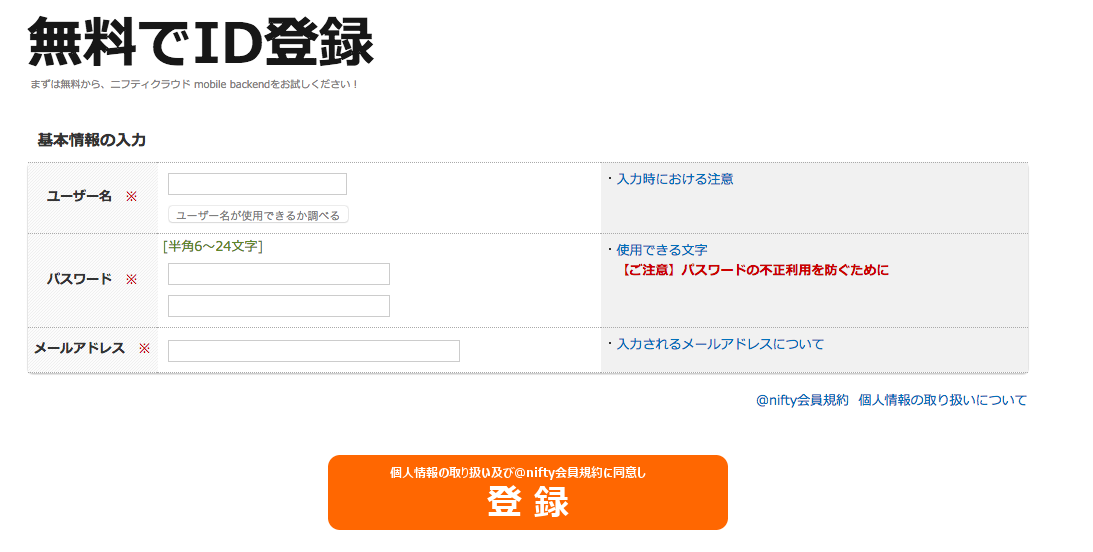 無料でID登録
まずは無料から、ニフティクラウド mobile backendをお試しください！
基本情報の入力
ユーザー名 ※
ユーザー名が使用できるか調べる
・入力時における注意
パスワード ※
[半角6〜24文字]
・使用できる文字
【ご注意】パスワードの不正利用を防ぐために
メールアドレス ※
・入力されるメールアドレスについて
@nifty会員規約 個人情報の取り扱いについて
個人情報の取り扱い及び@nifty会員規約に同意し
登 録